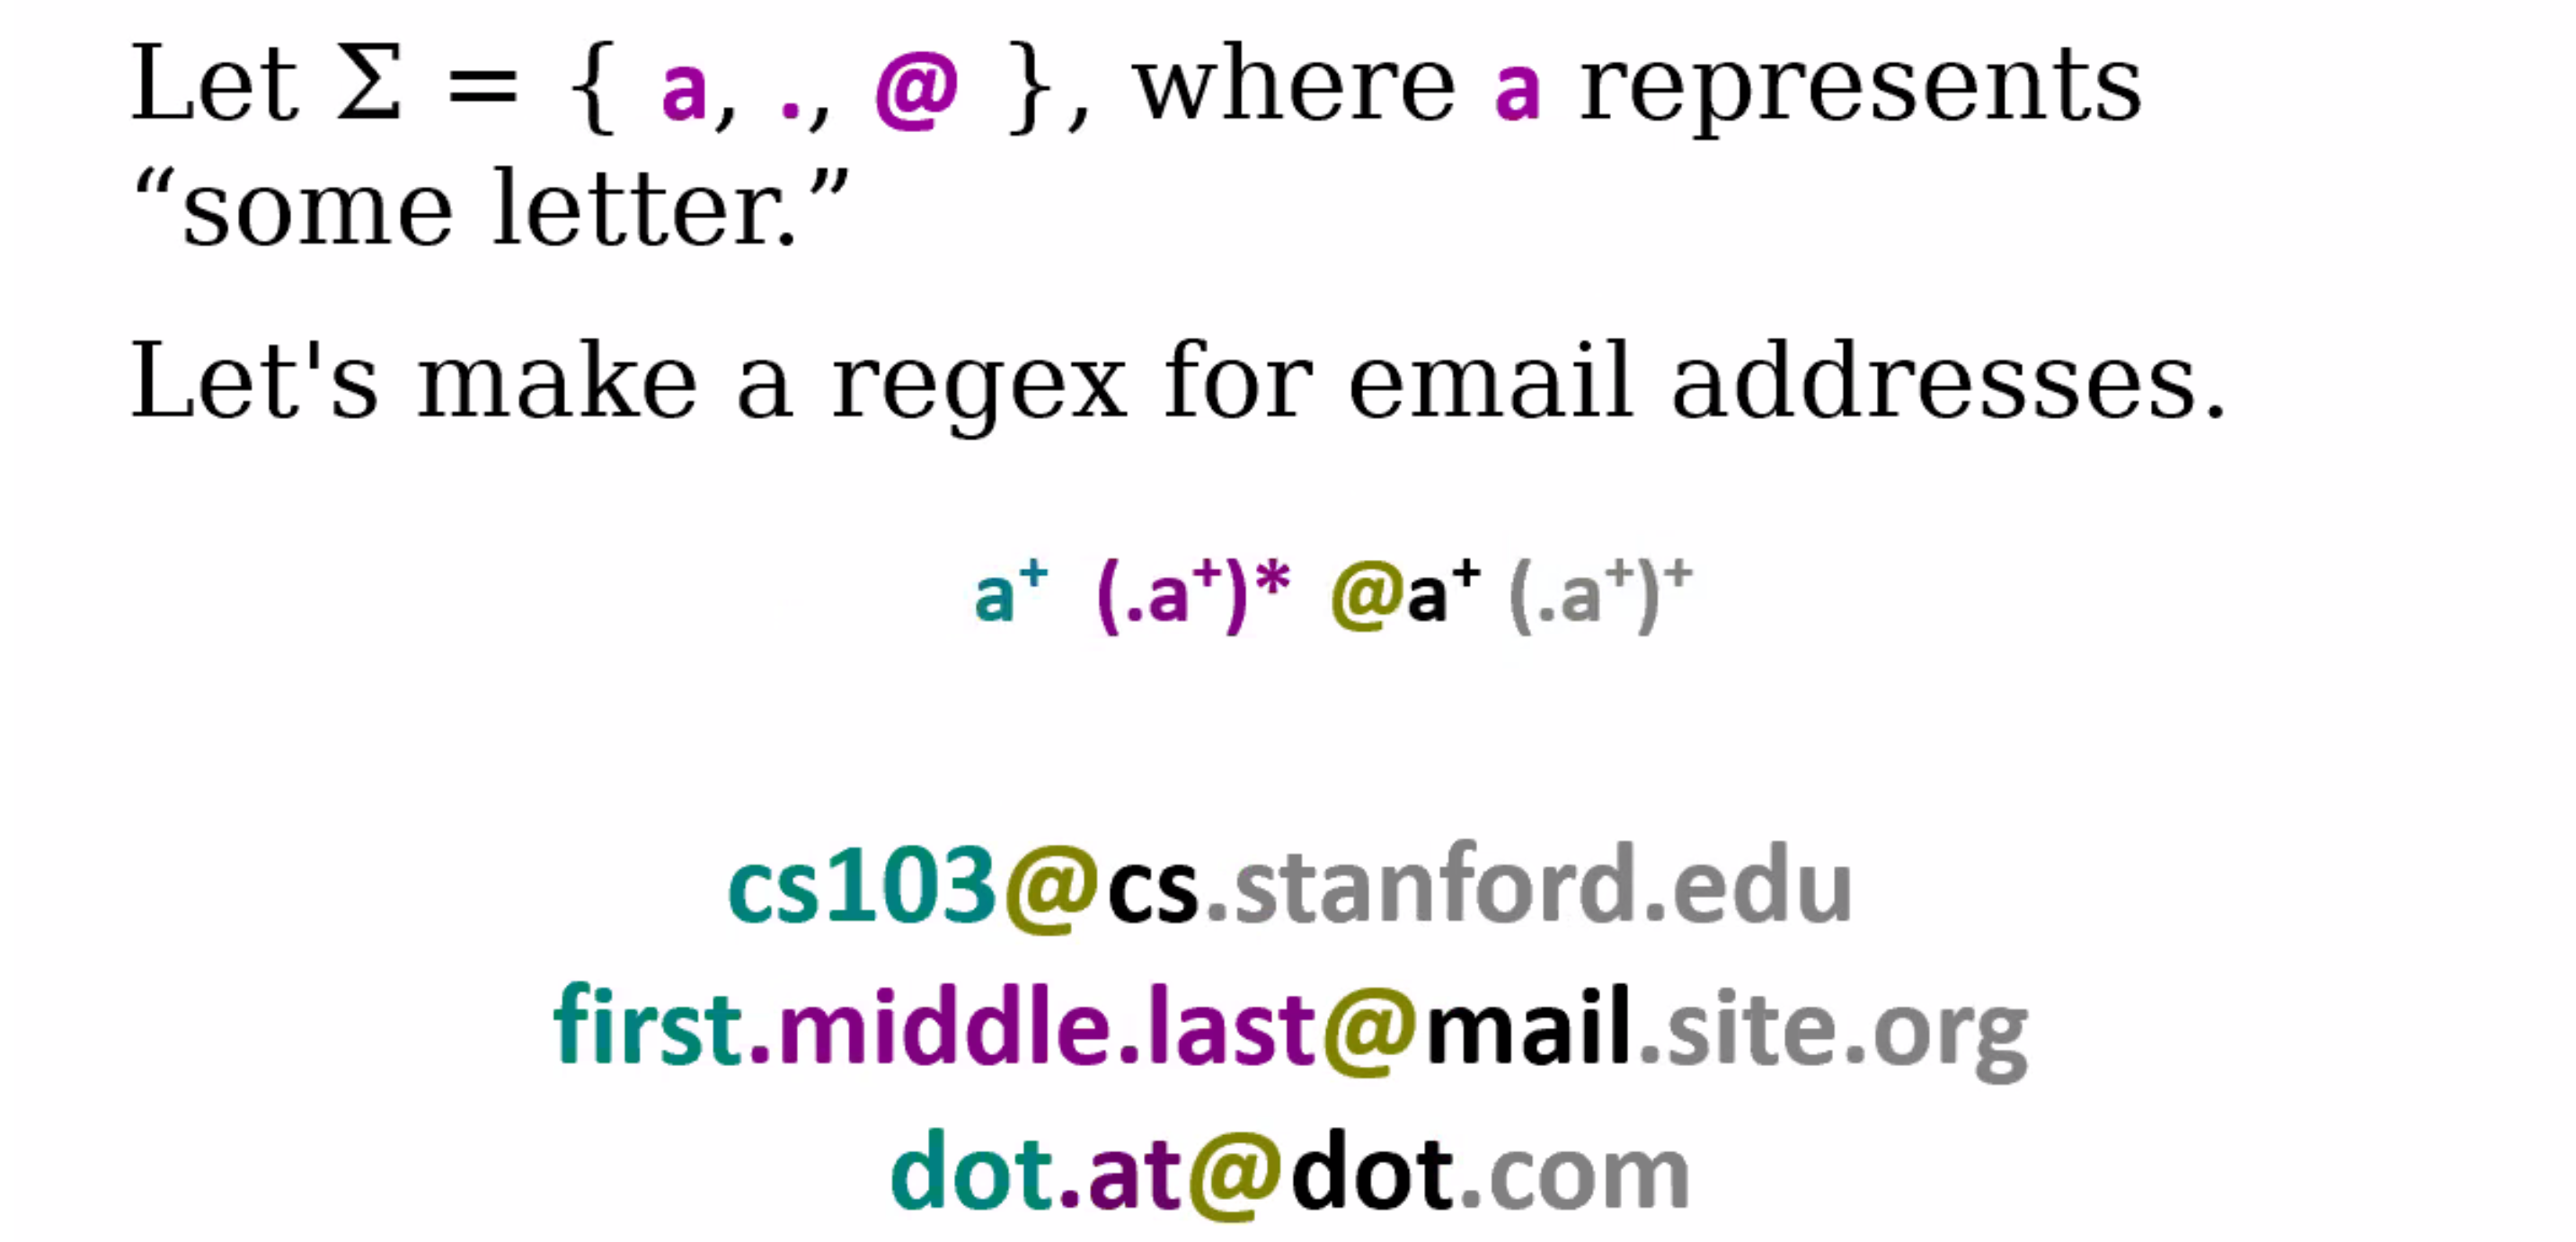 Let Σ = { a, ., @ }, where a represents
“some letter.”
Let's make a regex for email addresses.
a⁺ (.a⁺)* @a⁺ (.a⁺)⁺
cs103@cs.stanford.edu
first.middle.last@mail.site.org
dot.at@dot.com